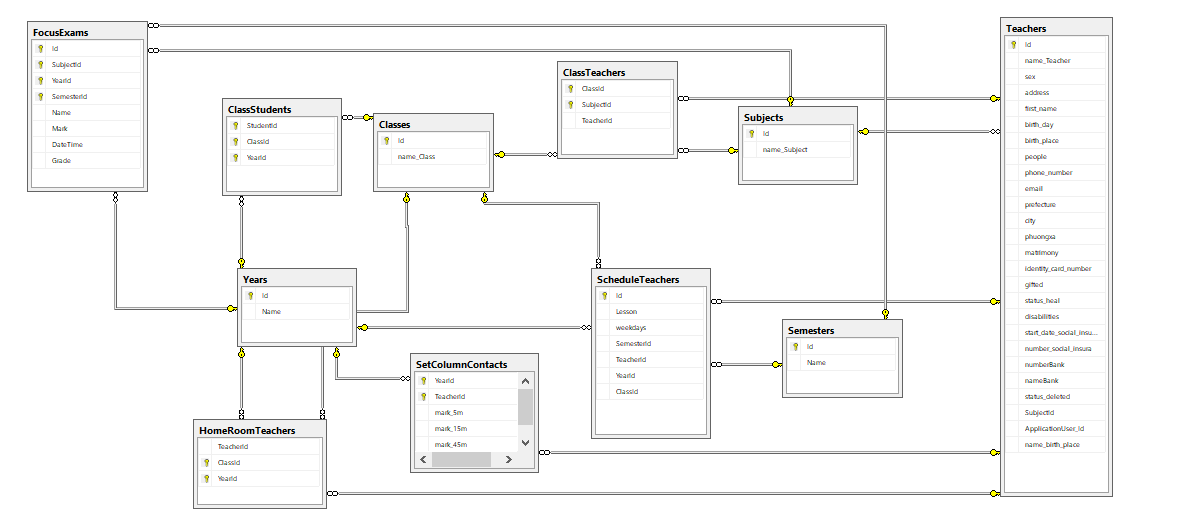 FocusExams
Id
SubjectId
YearId
SemesterId
Name
Mark
DateTime
Grade
ClassStudents
StudentId
ClassId
YearId
Classes
Id
name_Class
ClassTeachers
ClassId
SubjectId
TeacherId
Subjects
Id
name_Subject
Teachers
Id
name_Teacher
sex
address
first_name
birth_day
birth_place
people
phone_number
email
prefecture
city
phuongxa
matrimony
identity_card_number
gifted
status_heal
disabilities
start_date_social_insu...
number_social_insura
numberBank
nameBank
status_deleted
SubjectId
ApplicationUser_Id
name_birth_place
Years
Id
Name
ScheduleTeachers
Id
Lesson
weekdays
SemesterId
TeacherId
YearId
ClassId
Semesters
Id
Name
SetColumnContacts
YearId
TeacherId
mark_5m
mark_15m
mark_45m
HomeRoomTeachers
TeacherId
ClassId
YearId